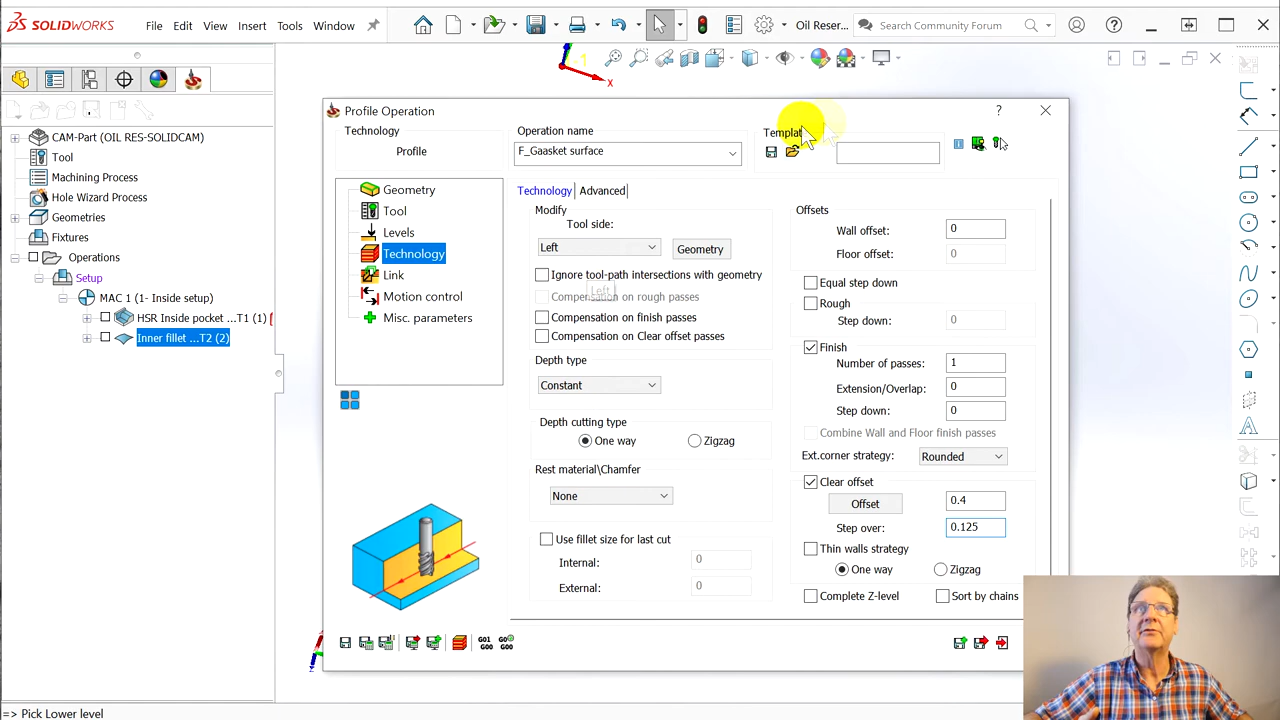 SOLIDWORKS
File
Edit
View
Insert
Tools
Window
Oil Reser...
Search Community Forum
x
CAM-Part (OIL RES-SOLIDCAM)
Tool
Machining Process
Hole Wizard Process
Geometries
Fixtures
Operations
Setup
MAC 1 (1- Inside setup)
HSR Inside pocket ...T1 (1)
Inner fillet ...T2 (2)
Profile Operation
Technology
Profile
Operation name
F_Gaasket surface
Template
Geometry
Tool
Levels
Technology
Link
Motion control
Misc. parameters
Technology
Advanced
Modify
Tool side:
Left
Geometry
Ignore tool-path intersections with geometry
Left
Compensation on rough passes
Compensation on finish passes
Compensation on Clear offset passes
Depth type
Constant
Depth cutting type
One way
Zigzag
Rest material\Chamfer
None
Use fillet size for last cut
Internal: 0
External: 0
Offsets
Wall offset: 0
Floor offset: 0
Equal step down
Rough
Step down: 0
Finish
Number of passes: 1
Extension/Overlap: 0
Step down: 0
Combine Wall and Floor finish passes
Ext.corner strategy: Rounded
Clear offset
Offset 0.4
Step over: 0.125
Thin walls strategy
One way
Zigzag
Complete Z-level
Sort by chains
G01
G00
G01
G00
=> Pick Lower level